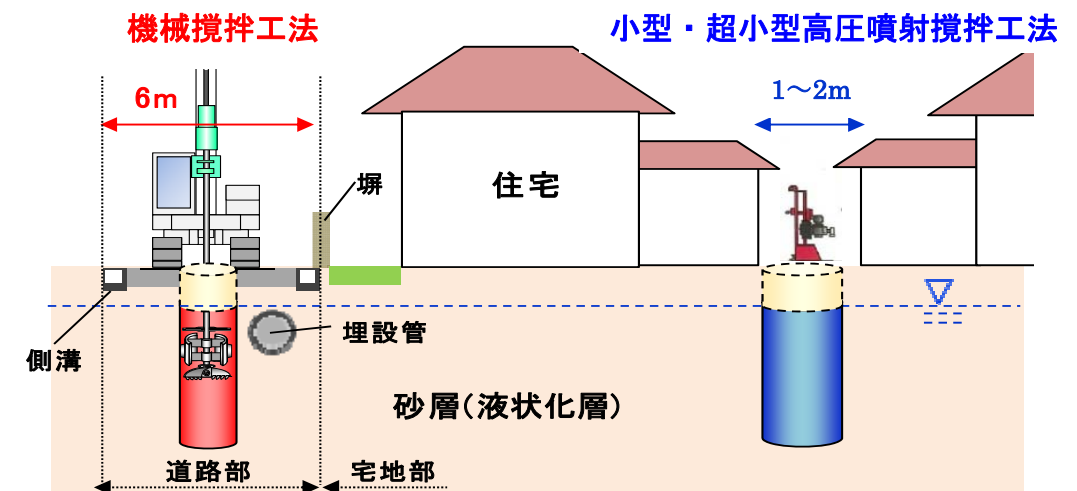 機械撹拌工法
小型・超小型高圧噴射撹拌工法
6m
1～2m
塀
住宅
側溝
埋設管
砂層(液状化層)
道路部
宅地部